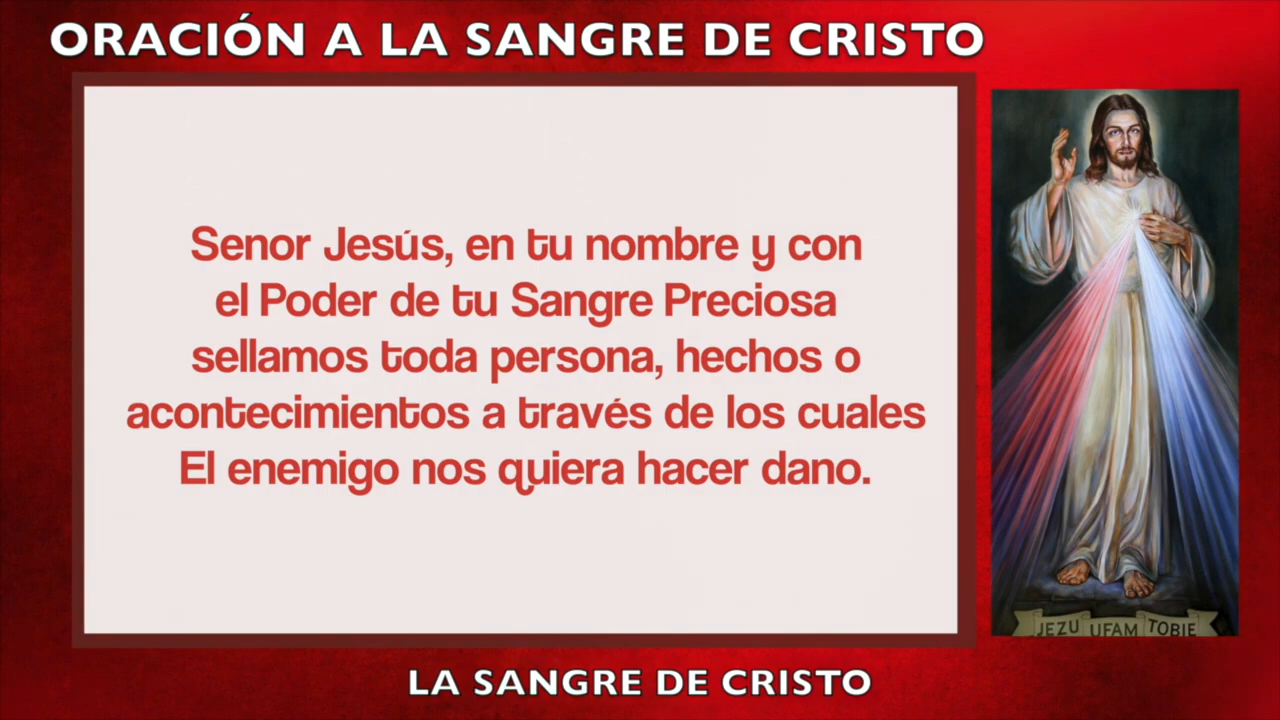 ORACIÓN A LA SANGRE DE CRISTO
Senor Jesús, en tu nombre y con
el Poder de tu Sangre Preciosa
sellamos toda persona, hechos o
acontecimientos a través de los cuales
El enemigo nos quiera hacer dano.
JEZU UFAM TOBIE
LA SANGRE DE CRISTO